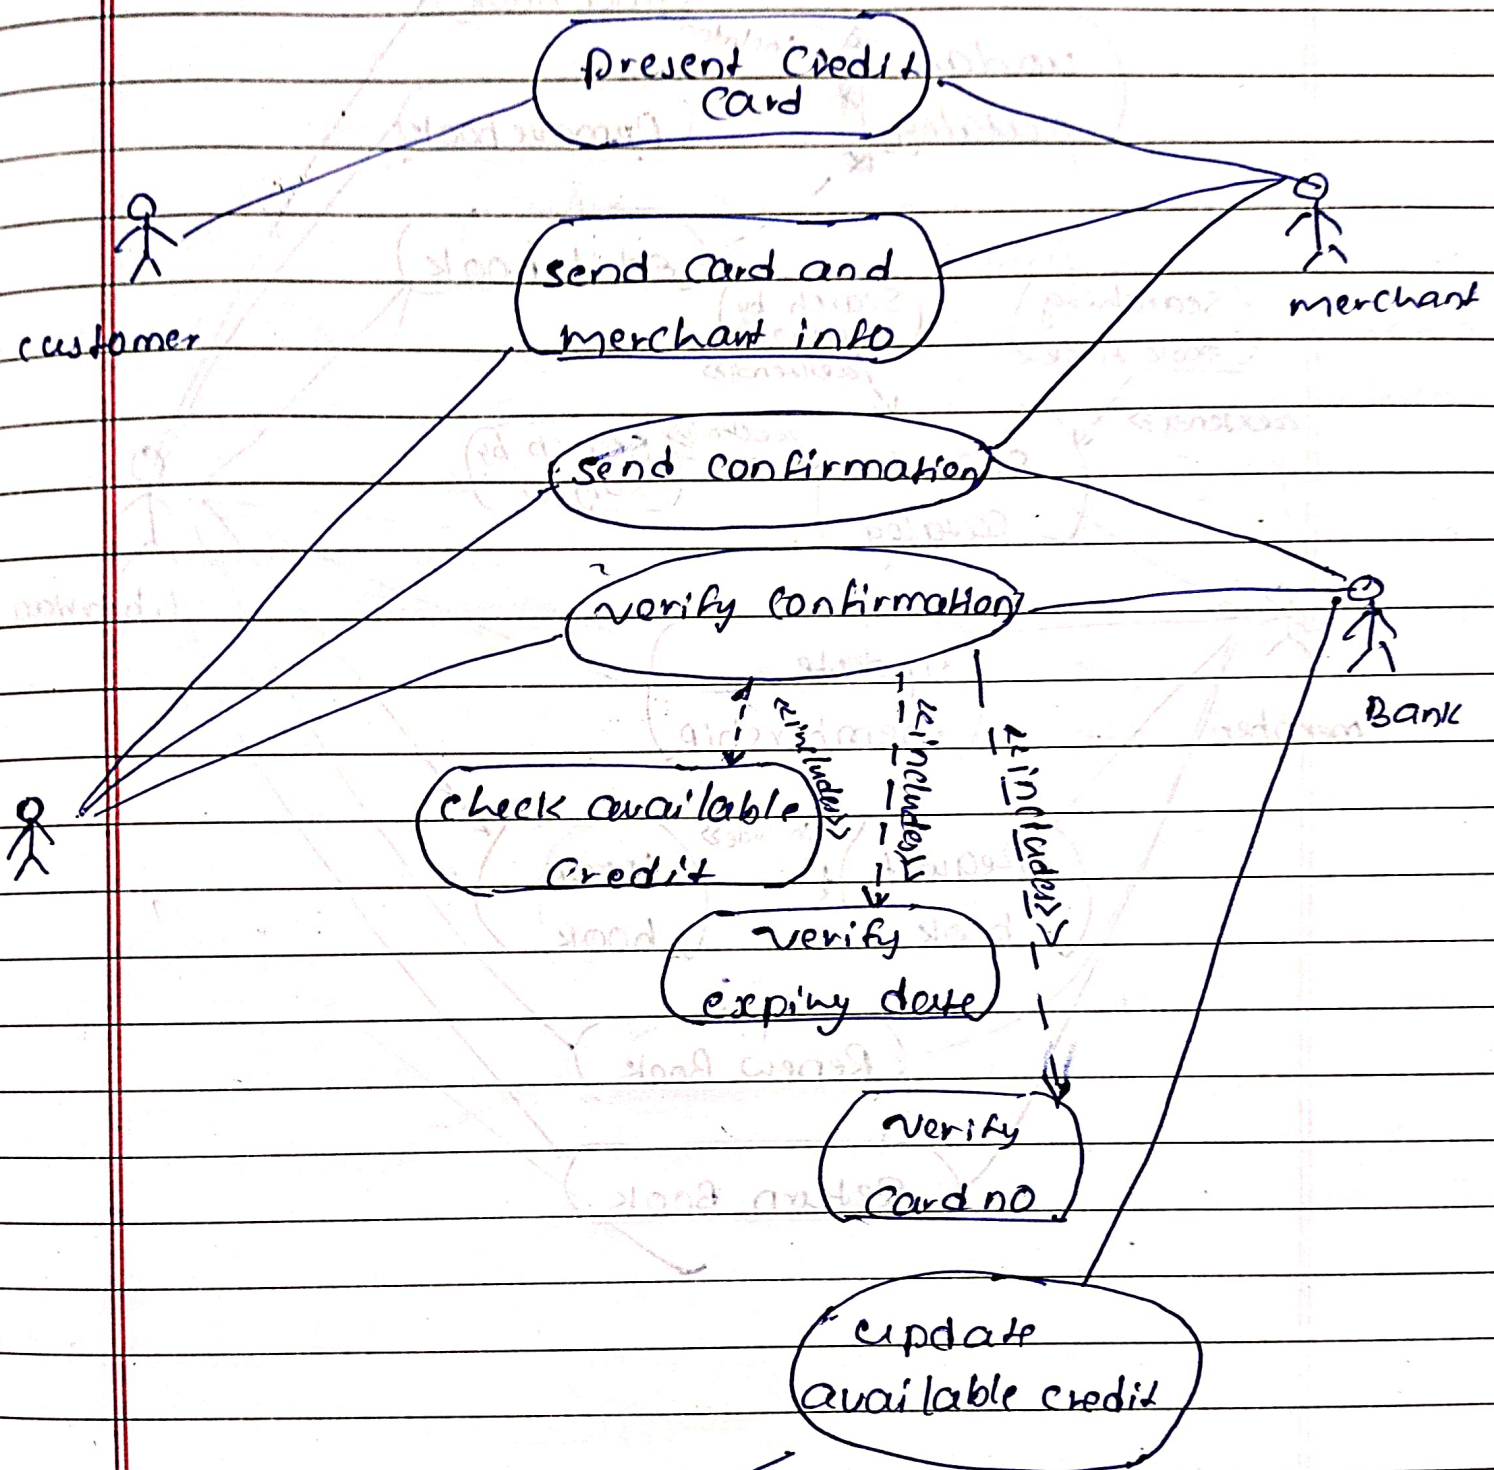 present credit
card
customer
merchant
send card and
merchant info
send confirmation
verify confirmation
Bank
<<includes>>
<<includes>>
<<includes>>
check available
credit
verify
expiry date
verify
card no
update
available credit